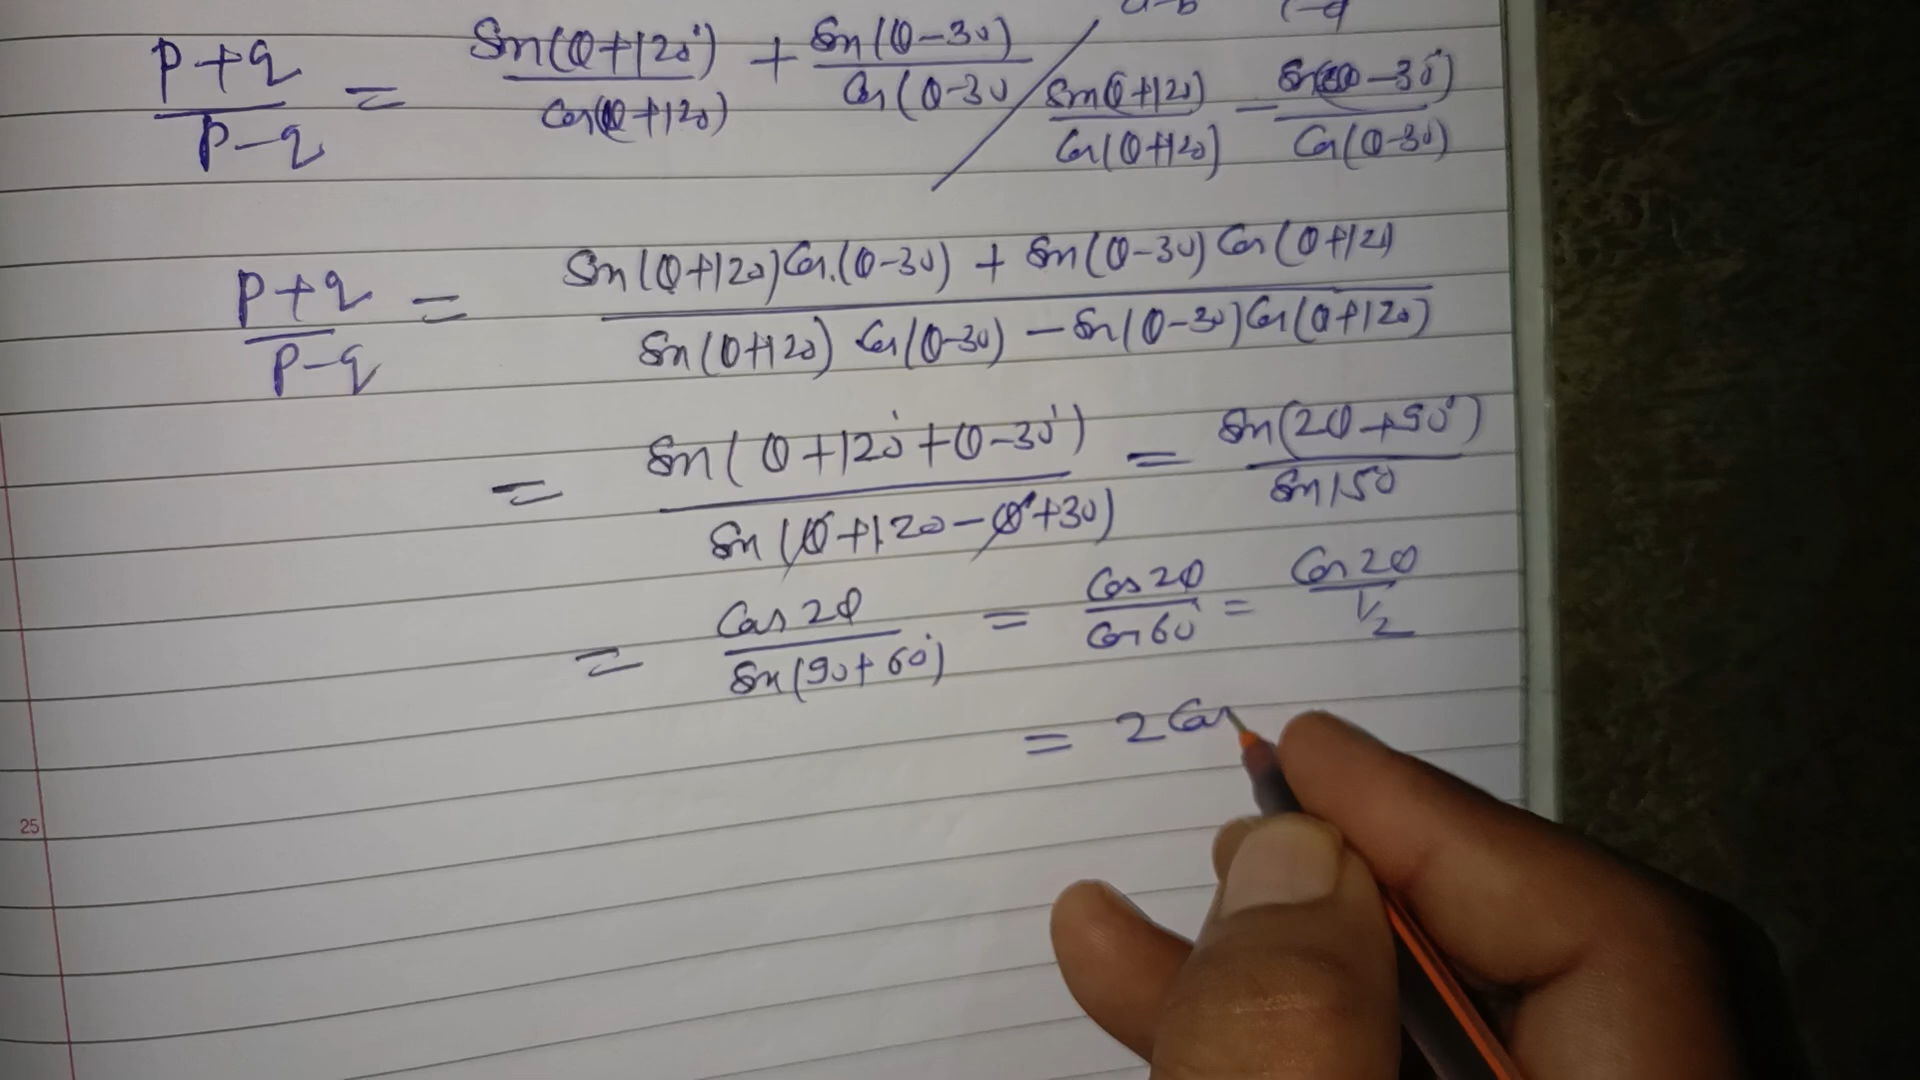 P+q/P-q = Sin(θ+120°)/Cos(θ+120) + Sin(θ-30)/Cos(θ-30 / Sin(θ+120)/Cos(θ+120) - Sin(θ-30°)/Cos(θ-30)
P+q/P-q = Sin(θ+120)Cos.(θ-30) + Sin(θ-30)Cos(θ+120/Sin(θ+120) Cos(θ-30) - Sin(θ-30)Cos(θ+120)
= Sin(θ+120°+θ-30°)/Sin(θ+120-θ+30) = Sin(2θ+90°)/Sin150
= Cos2θ/Sin(90+60°) = Cos2θ/Cos60 = Cos2θ/1/2
= 2Cos
25